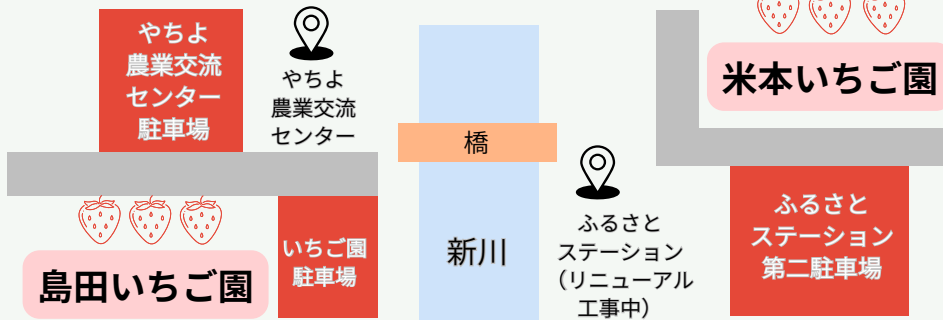 やちよ
農業交流
センター
駐車場
やちよ
農業交流
センター
橋
米本いちご園
島田いちご園
いちご園
駐車場
新川
ふるさと
ステーション
（リニューアル
工事中）
ふるさと
ステーション
第二駐車場